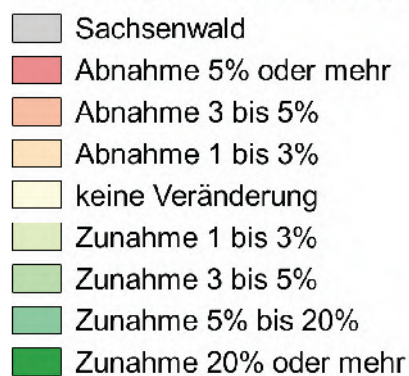 Sachsenwald
Abnahme 5% oder mehr
Abnahme 3 bis 5%
Abnahme 1 bis 3%
keine Veränderung
Zunahme 1 bis 3%
Zunahme 3 bis 5%
Zunahme 5% bis 20%
Zunahme 20% oder mehr